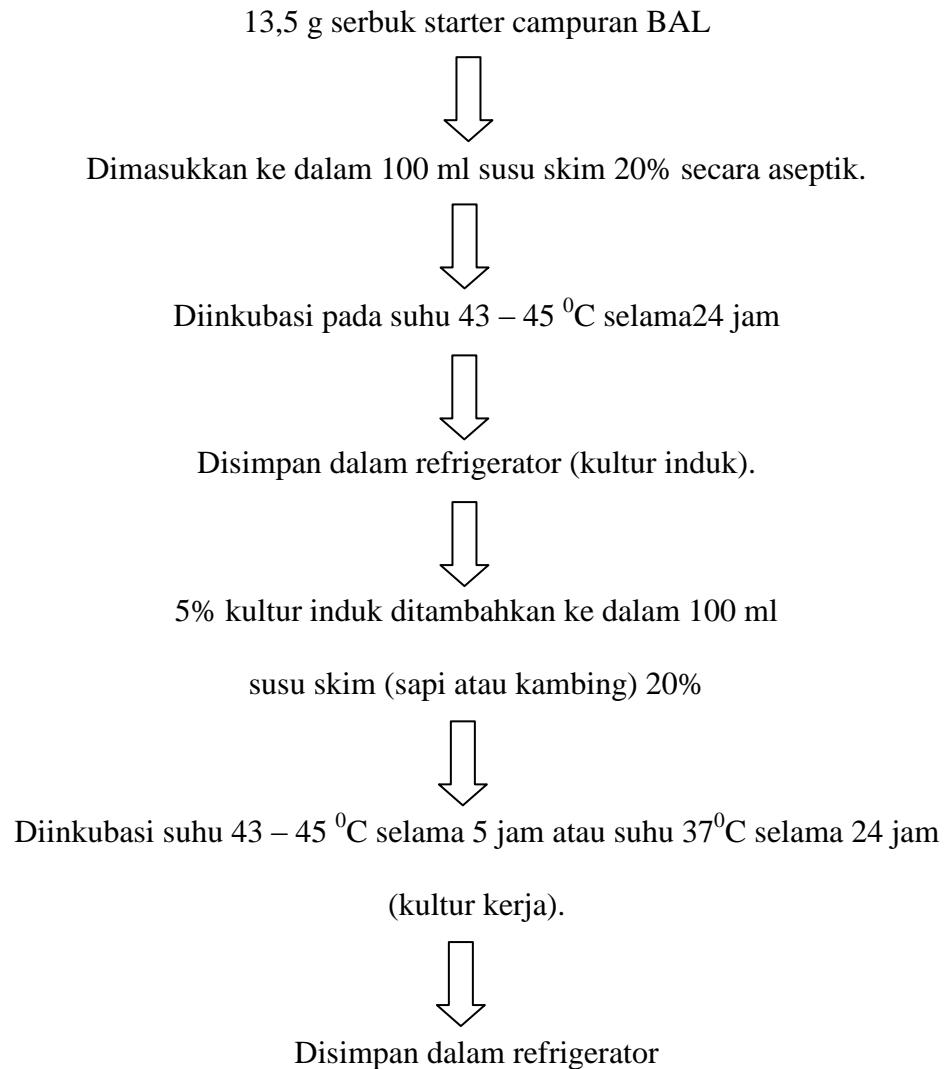 13,5 g serbuk starter campuran BAL
Dimasukkan ke dalam 100 ml susu skim 20% secara aseptik.
Diinkubasi pada suhu 43 – 45 ⁰C selama24 jam
Disimpan dalam refrigerator (kultur induk).
5% kultur induk ditambahkan ke dalam 100 ml
susu skim (sapi atau kambing) 20%
Diinkubasi suhu 43 – 45 ⁰C selama 5 jam atau suhu 37⁰C selama 24 jam
(kultur kerja).
Disimpan dalam refrigerator